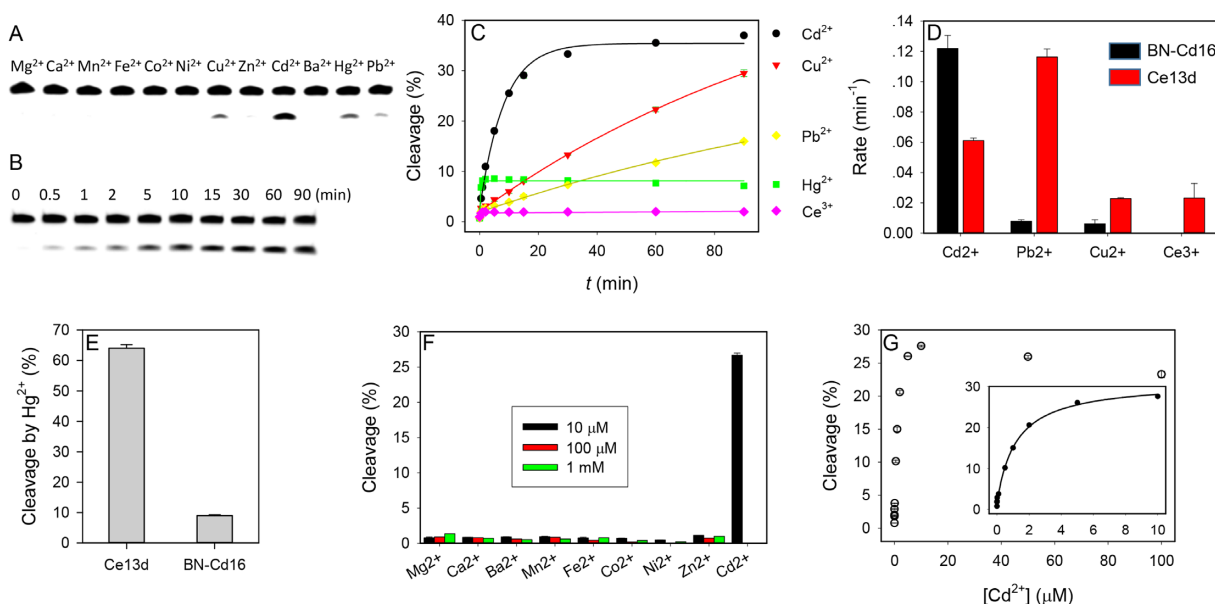 A
Mg2+ Ca2+ Mn2+ Fe2+ Co2+ Ni2+ Cu2+ Zn2+ Cd2+ Ba2+ Hg2+ Pb2+
B
0 0.5 1 2 5 10 15 30 60 90 (min)
C
Cleavage (%)
40
30
20
10
0
0 20 40 60 80
t (min)
Cd2+
Cu2+
Pb2+
Hg2+
Ce3+
D
Rate (min-1)
.14
.12
0.10
.08
.06
.04
.02
0.00
BN-Cd16
Ce13d
Cd2+ Pb2+ Cu2+ Ce3+
E
Cleavage by Hg2+ (%)
70
60
50
40
30
20
10
0
Ce13d BN-Cd16
F
Cleavage (%)
30
25
20
15
10
5
0
10 μM
100 μM
1 mM
Mg2+ Ca2+ Ba2+ Mn2+ Fe2+ Co2+ Ni2+ Zn2+ Cd2+
G
Cleavage (%)
30
25
20
15
10
5
0
0 20 40 60 80 100
[Cd2+] (μM)
30
20
10
0
0 2 4 6 8 10